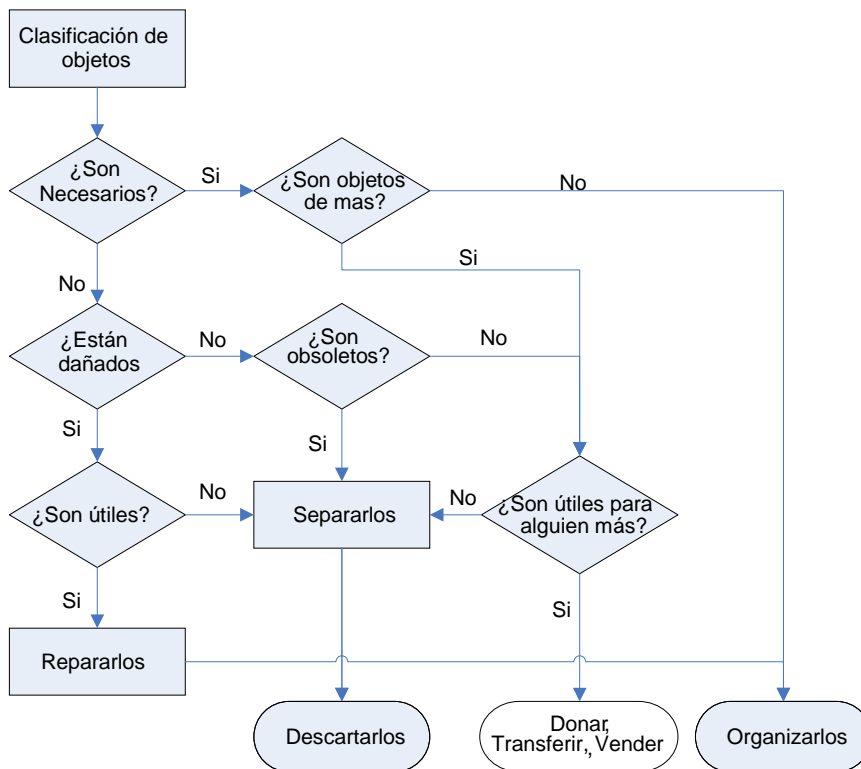 Clasificación de
objetos
¿Son
Necesarios?
Si
¿Son objetos
de mas?
No
Si
No
¿Están
dañados
No
¿Son
obsoletos?
No
Si
Si
¿Son útiles?
No
Separarlos
No
¿Son útiles para
alguien más?
Si
Si
Repararlos
Descartarlos
Donar,
Transferir,, Vender
Organizarlos